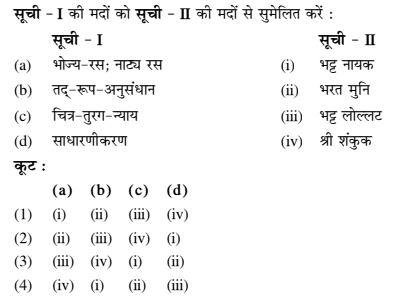 सूची - I की मदों को सूची - II की मदों से सुमेलित करें :
सूची - I सूची - II
(a) भोज्य-रस; नाट्य रस (i) भट्ट नायक
(b) तद्-रूप-अनुसंधान (ii) भरत मुनि
(c) चित्र-तुरग-न्याय (iii) भट्ट लोल्लट
(d) साधारणीकरण (iv) श्री शंकुक
कूट :
(a) (b) (c) (d)
(1) (i) (ii) (iii) (iv)
(2) (ii) (iii) (iv) (i)
(3) (iii) (iv) (i) (ii)
(4) (iv) (i) (ii) (iii)